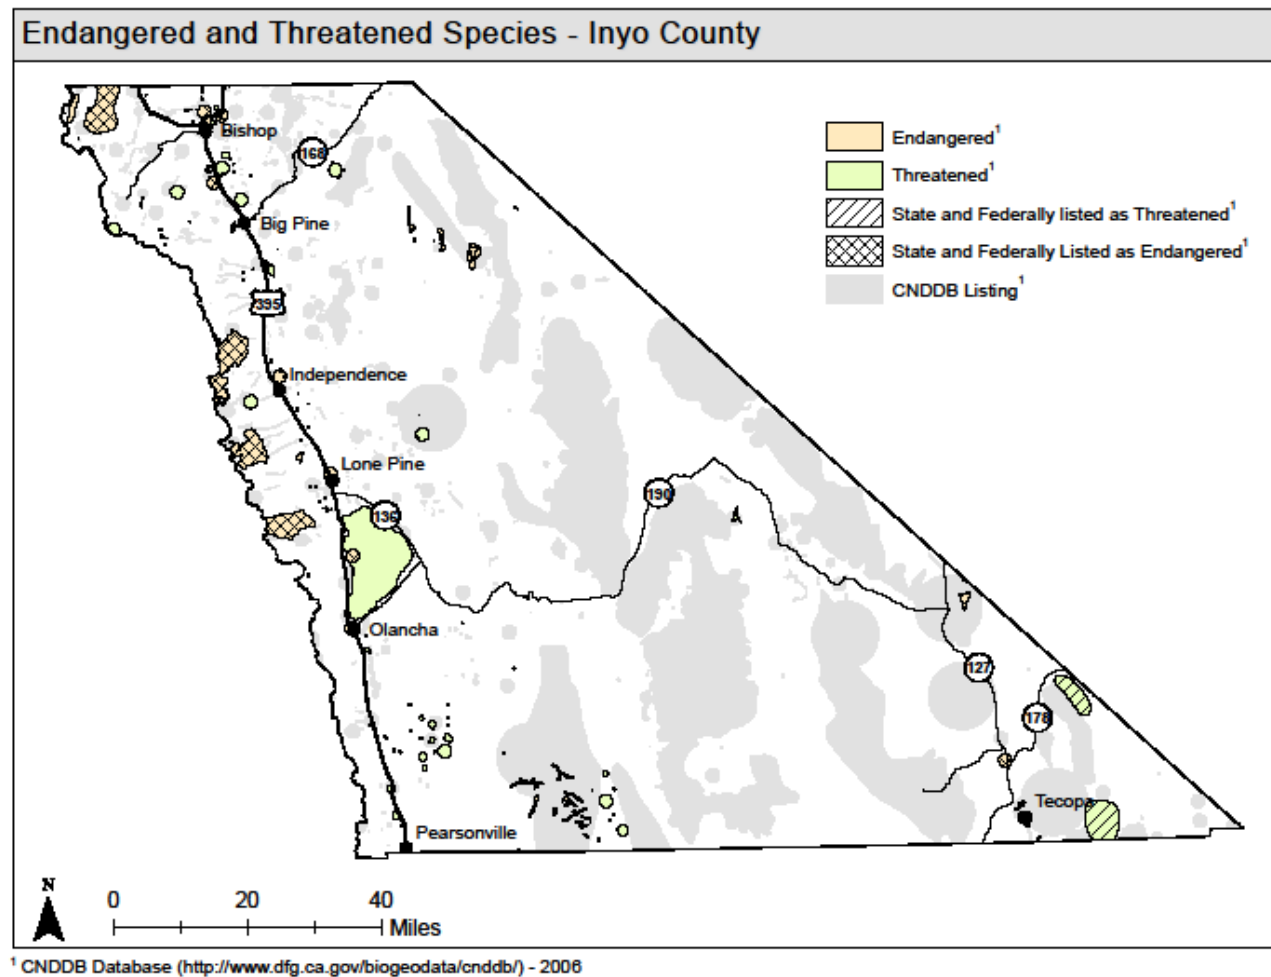 Endangered and Threatened Species - Inyo County
Bishop
168
Big Pine
395
Independence
Lone Pine
136
190
Olancha
127
178
Tecopa
Pearsonville
Endangered¹
Threatened¹
State and Federally listed as Threatened¹
State and Federally Listed as Endangered¹
CNDDB Listing¹
N
0 20 40
Miles
¹ CNDDB Database (http://www.dfg.ca.gov/biogeodata/cnddb/) - 2006